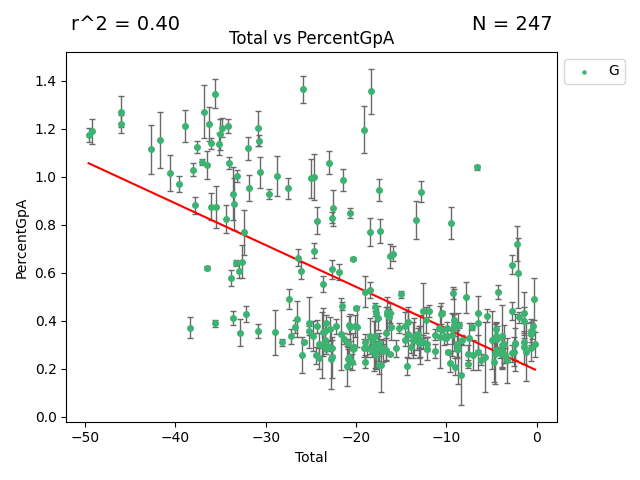 r^2 = 0.40
N = 247
Total vs PercentGpA
G
PercentGpA
1.4
1.2
1.0
0.8
0.6
0.4
0.2
0.0
−50
−40
−30
−20
−10
0
Total